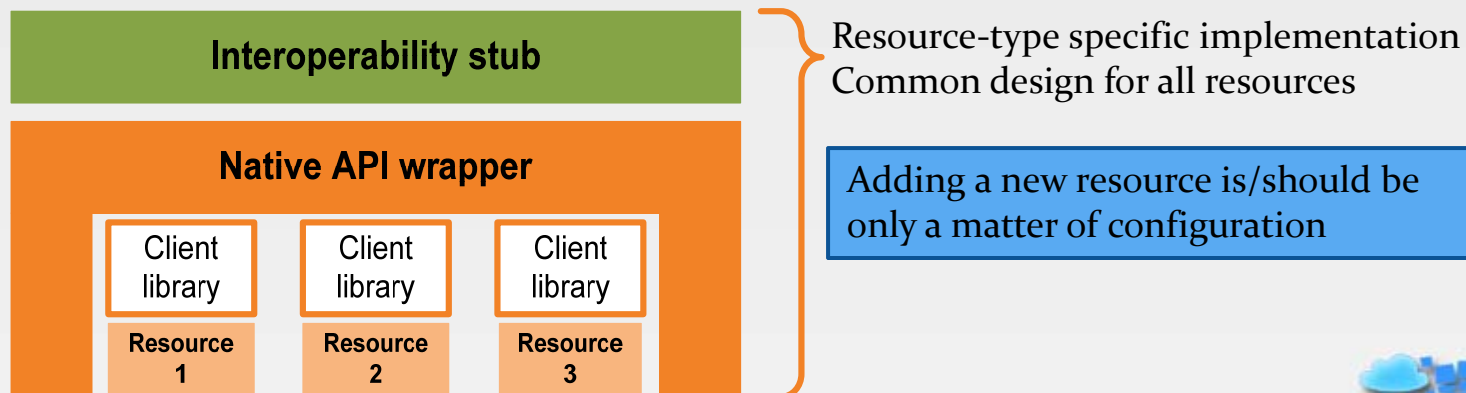 Interoperability stub
Resource-type specific implementation
Common design for all resources
Native API wrapper
Adding a new resource is/should be
only a matter of configuration
Client
library
Client
library
Client
library
Resource
1
Resource
2
Resource
3